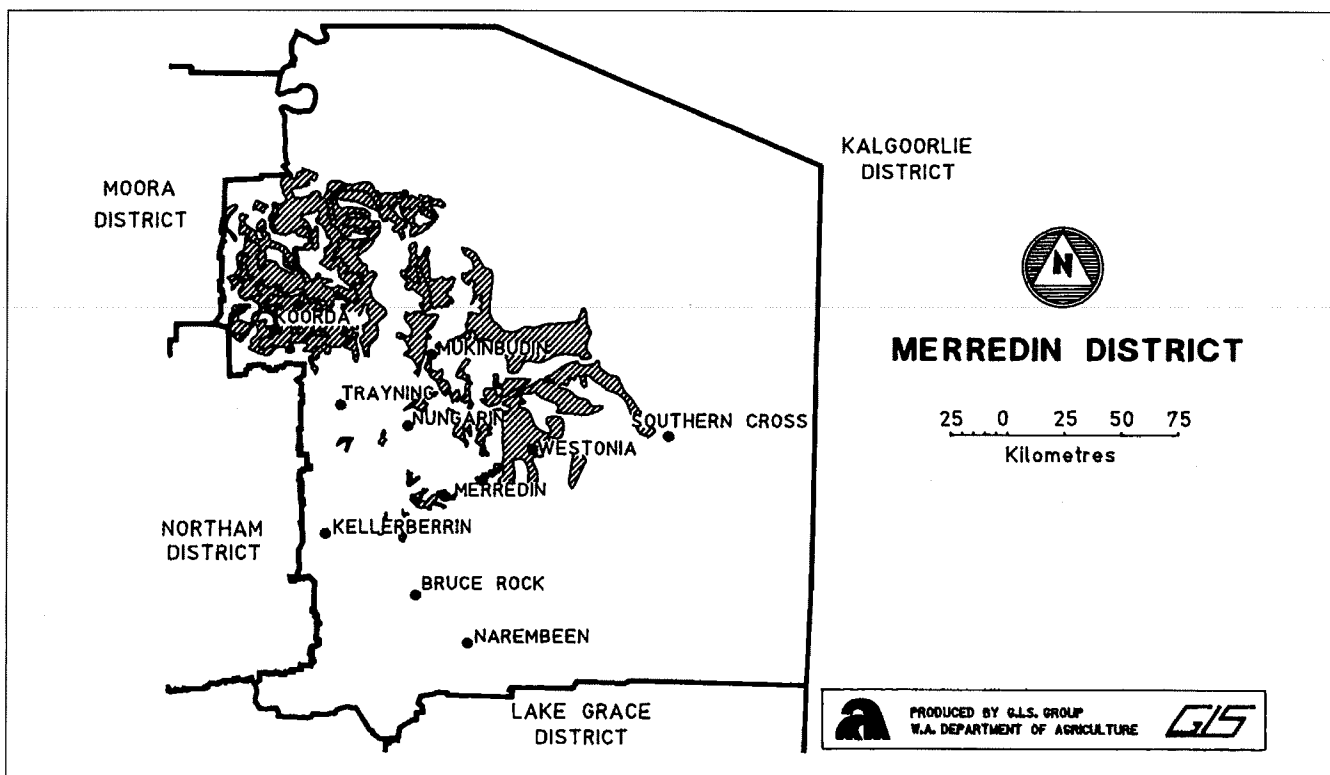 KALGOORLIE
DISTRICT
MOORA
DISTRICT
N
KOORDA
MUKINBUDIN
MERREDIN DISTRICT
TRAYNING
NUNGARIN
SOUTHERN CROSS
25 0 25 50 75
Kilometres
WESTONIA
MERREDIN
NORTHAM
DISTRICT
KELLERBERRIN
BRUCE ROCK
NAREMBEEN
LAKE GRACE
DISTRICT
PRODUCED BY G.I.S. GROUP
W.A. DEPARTMENT OF AGRICULTURE
GIS